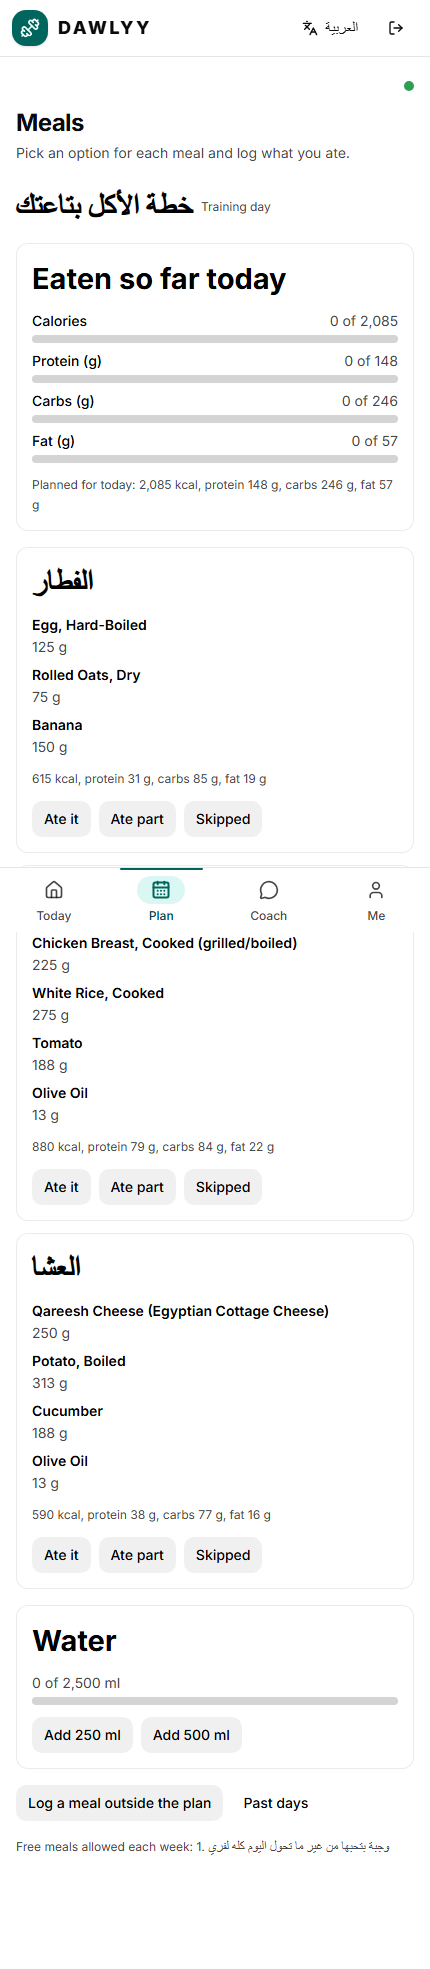 DAWLYY
العربية
Meals
Pick an option for each meal and log what you ate.
خطة الأكل بتاعتك Training day
Eaten so far today
Calories 0 of 2,085
Protein (g) 0 of 148
Carbs (g) 0 of 246
Fat (g) 0 of 57
Planned for today: 2,085 kcal, protein 148 g, carbs 246 g, fat 57
g
الفطار
Egg, Hard-Boiled
125 g
Rolled Oats, Dry
75 g
Banana
150 g
615 kcal, protein 31 g, carbs 85 g, fat 19 g
Ate it Ate part Skipped
Today Plan Coach Me
Chicken Breast, Cooked (grilled/boiled)
225 g
White Rice, Cooked
275 g
Tomato
188 g
Olive Oil
13 g
880 kcal, protein 79 g, carbs 84 g, fat 22 g
Ate it Ate part Skipped
العشا
Qareesh Cheese (Egyptian Cottage Cheese)
250 g
Potato, Boiled
313 g
Cucumber
188 g
Olive Oil
13 g
590 kcal, protein 38 g, carbs 77 g, fat 16 g
Ate it Ate part Skipped
Water
0 of 2,500 ml
Add 250 ml Add 500 ml
Log a meal outside the plan Past days
Free meals allowed each week: 1. وجبة بتحبها من غير ما تحول اليوم كله لفري